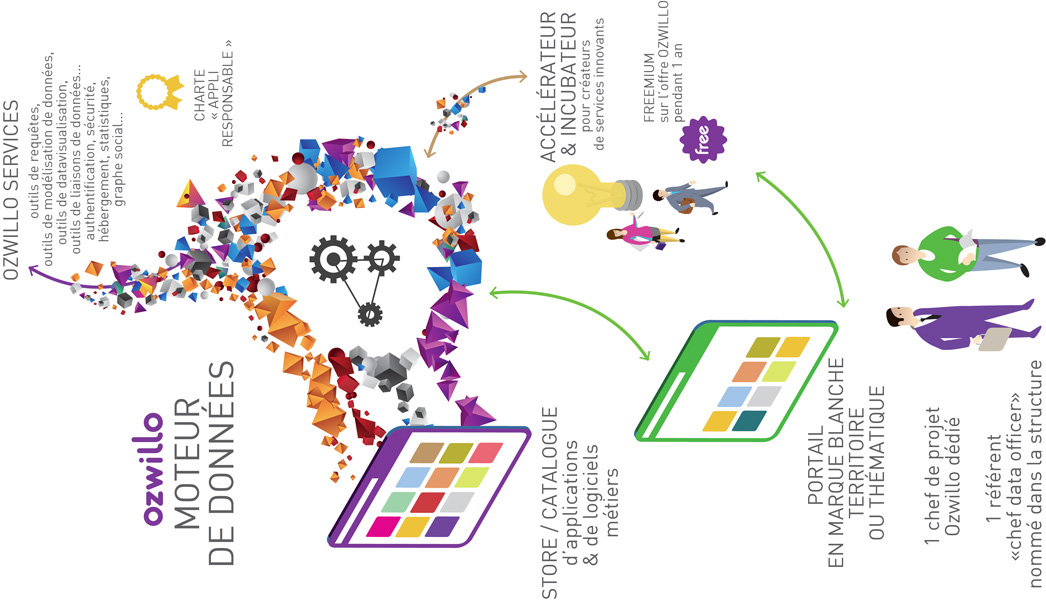 ozwillo
MOTEUR
DE DONNÉES
OZWILLO SERVICES
outils de requêtes,
outils de modélisation de données,
outils de datavisualisation,
outils de liaisons de données...
authentification, sécurité,
hébergement, statistiques,
graphe social...
CHARTE
« APPLI
RESPONSABLE »
STORE / CATALOGUE
d'applications
& de logiciels
métiers
ACCÉLÉRATEUR
& INCUBATEUR
pour créateurs
de services innovants
FREEMIUM
sur l'offre OZWILLO
pendant 1 an
free
PORTAIL
EN MARQUE BLANCHE
TERRITOIRE
OU THÉMATIQUE
1 chef de projet
Ozwillo dédié
1 référent
«chef data officer»
nommé dans la structure